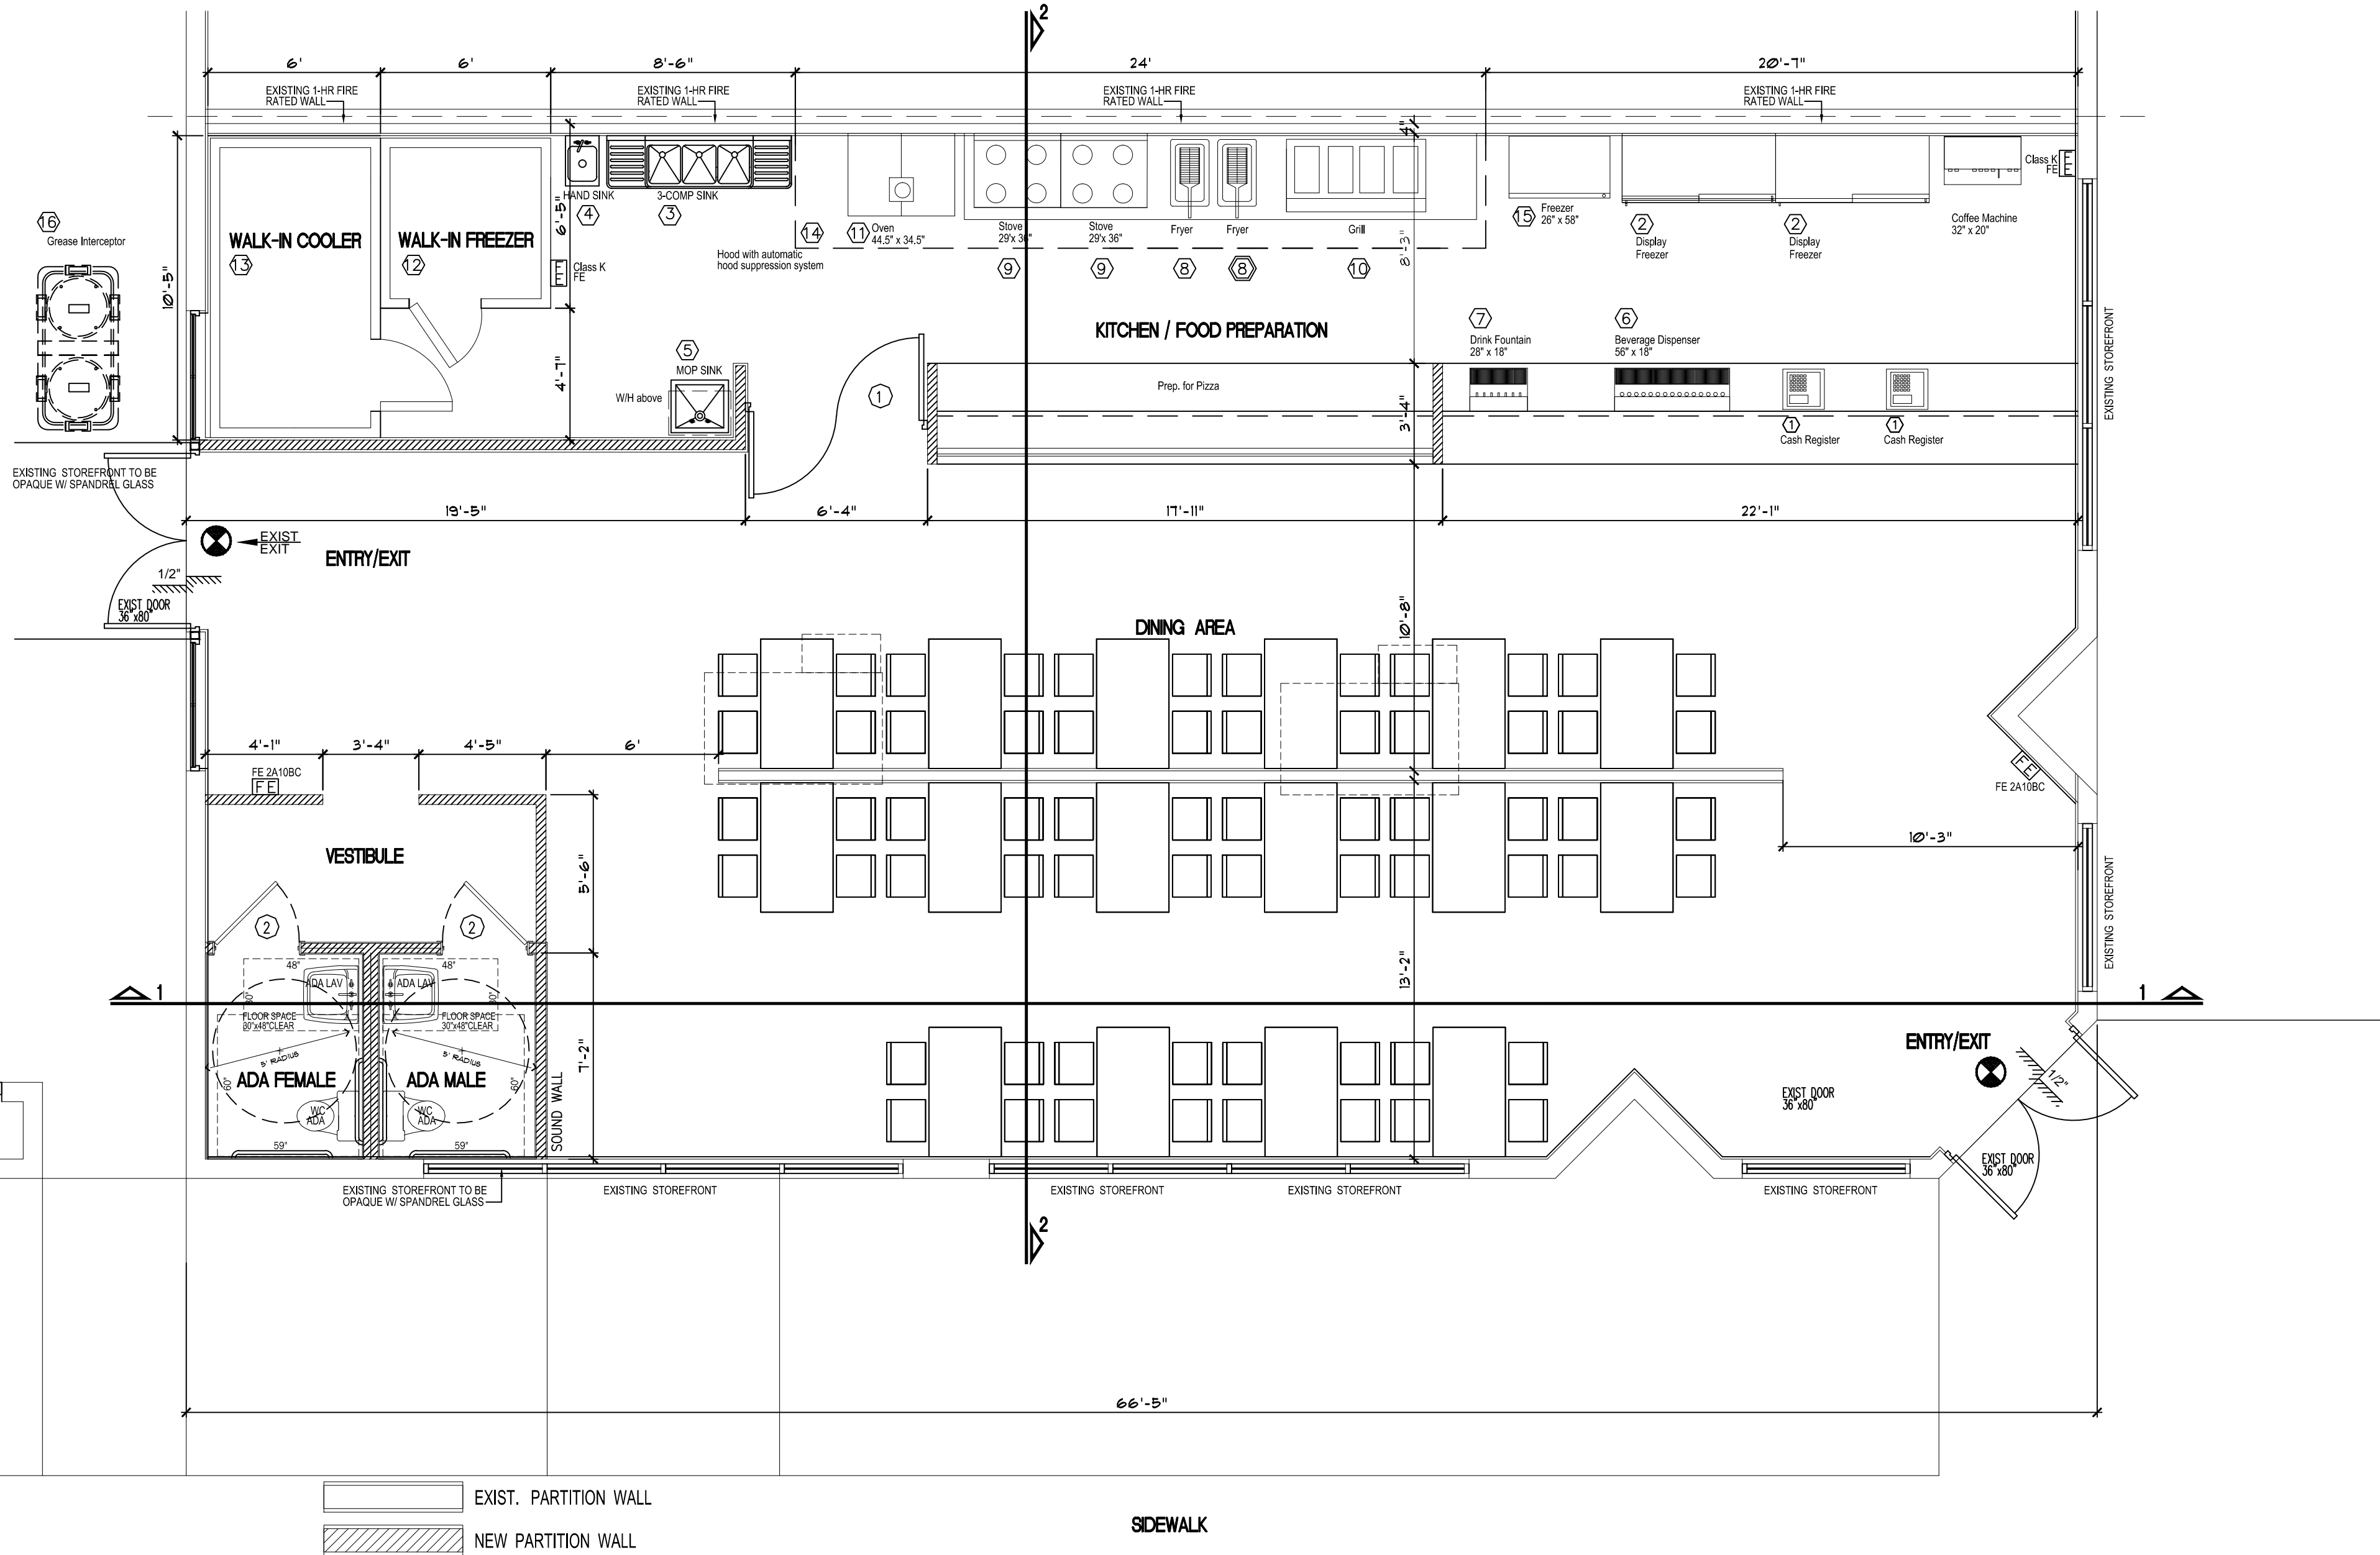 2
6'
6'
8'-6"
24'
20'-7"
EXISTING 1-HR FIRE
RATED WALL
EXISTING 1-HR FIRE
RATED WALL
EXISTING 1-HR FIRE
RATED WALL
EXISTING 1-HR FIRE
RATED WALL
4"
Class K
FE
F
E
16
Grease Interceptor
10'-5"
WALK-IN COOLER
13
WALK-IN FREEZER
12
HAND SINK
4
3-COMP SINK
3
6'-5"
F
E
Class K
FE
Hood with automatic
hood suppression system
14
11
Oven
44.5" x 34.5"
Stove
29'x 36"
9
Stove
29'x 36"
9
Fryer
8
Fryer
8
Grill
10
8'-3"
15
Freezer
26" x 58"
2
Display
Freezer
2
Display
Freezer
Coffee Machine
32" x 20"
EXISTING STOREFRONT
KITCHEN / FOOD PREPARATION
7
Drink Fountain
28" x 18"
6
Beverage Dispenser
56" x 18"
4'-7"
5
MOP SINK
W/H above
1
Prep. for Pizza
3'-4"
1
Cash Register
1
Cash Register
EXISTING STOREFRONT TO BE
OPAQUE W/ SPANDREL GLASS
19'-5"
6'-4"
17'-11"
22'-1"
EXIST
EXIT
ENTRY/EXIT
1/2"
EXIST DOOR
36"x80"
DINING AREA
10'-8"
4'-1"
3'-4"
4'-5"
6'
FE 2A10BC
FE
FE
FE 2A10BC
10'-3"
VESTIBULE
5'-6"
EXISTING STOREFRONT
2
2
48"
48"
ADA LAV
ADA LAV
30"
30"
FLOOR SPACE
30"x48"CLEAR
FLOOR SPACE
30"x48"CLEAR
13'-2"
1
1
5' RADIUS
5' RADIUS
7'-2"
ADA FEMALE
ADA MALE
60"
60"
WC
ADA
WC
ADA
59"
59"
SOUND WALL
ENTRY/EXIT
1/2"
EXIST DOOR
36"x80"
EXIST DOOR
36"x80"
EXISTING STOREFRONT TO BE
OPAQUE W/ SPANDREL GLASS
EXISTING STOREFRONT
EXISTING STOREFRONT
EXISTING STOREFRONT
EXISTING STOREFRONT
2
66'-5"
EXIST. PARTITION WALL
NEW PARTITION WALL
SIDEWALK